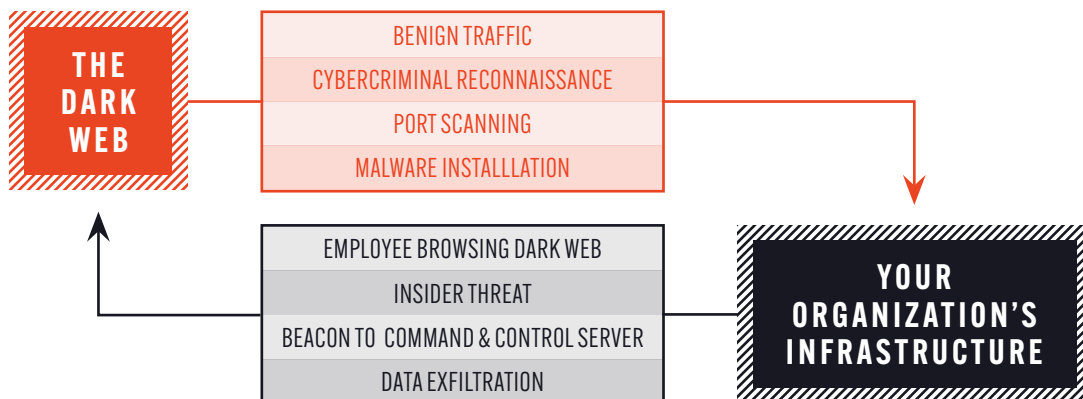 THE
DARK
WEB
BENIGN TRAFFIC
CYBERCRIMINAL RECONNAISSANCE
PORT SCANNING
MALWARE INSTALLLATION
EMPLOYEE BROWSING DARK WEB
INSIDER THREAT
BEACON TO COMMAND & CONTROL SERVER
DATA EXFILTRATION
YOUR
ORGANIZATION'S
INFRASTRUCTURE